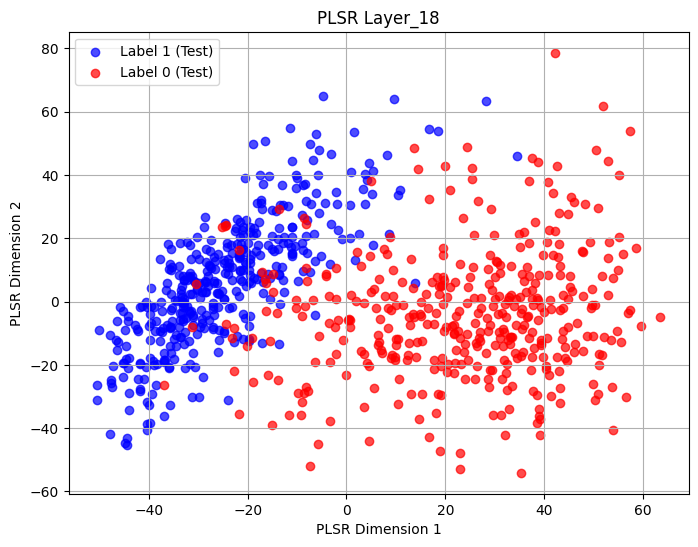 PLSR Layer_18
Label 1 (Test)
Label 0 (Test)
80
60
40
20
0
−20
−40
−60
PLSR Dimension 2
−40
−20
0
20
40
60
PLSR Dimension 1